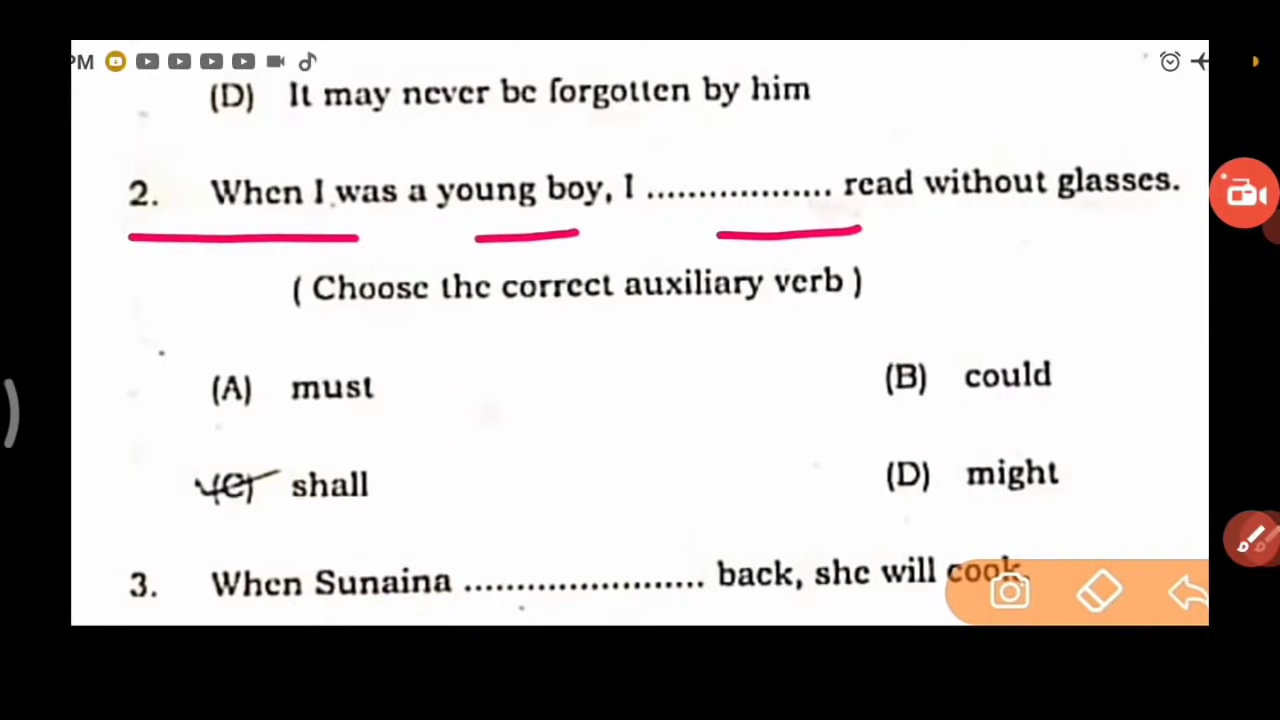 PM
(D) It may never be forgotten by him
2. When I was a young boy, I .................. read without glasses.
( Choose the correct auxiliary verb )
(A) must (B) could
(C) shall (D) might
3. When Sunaina ....................... back, she will cook